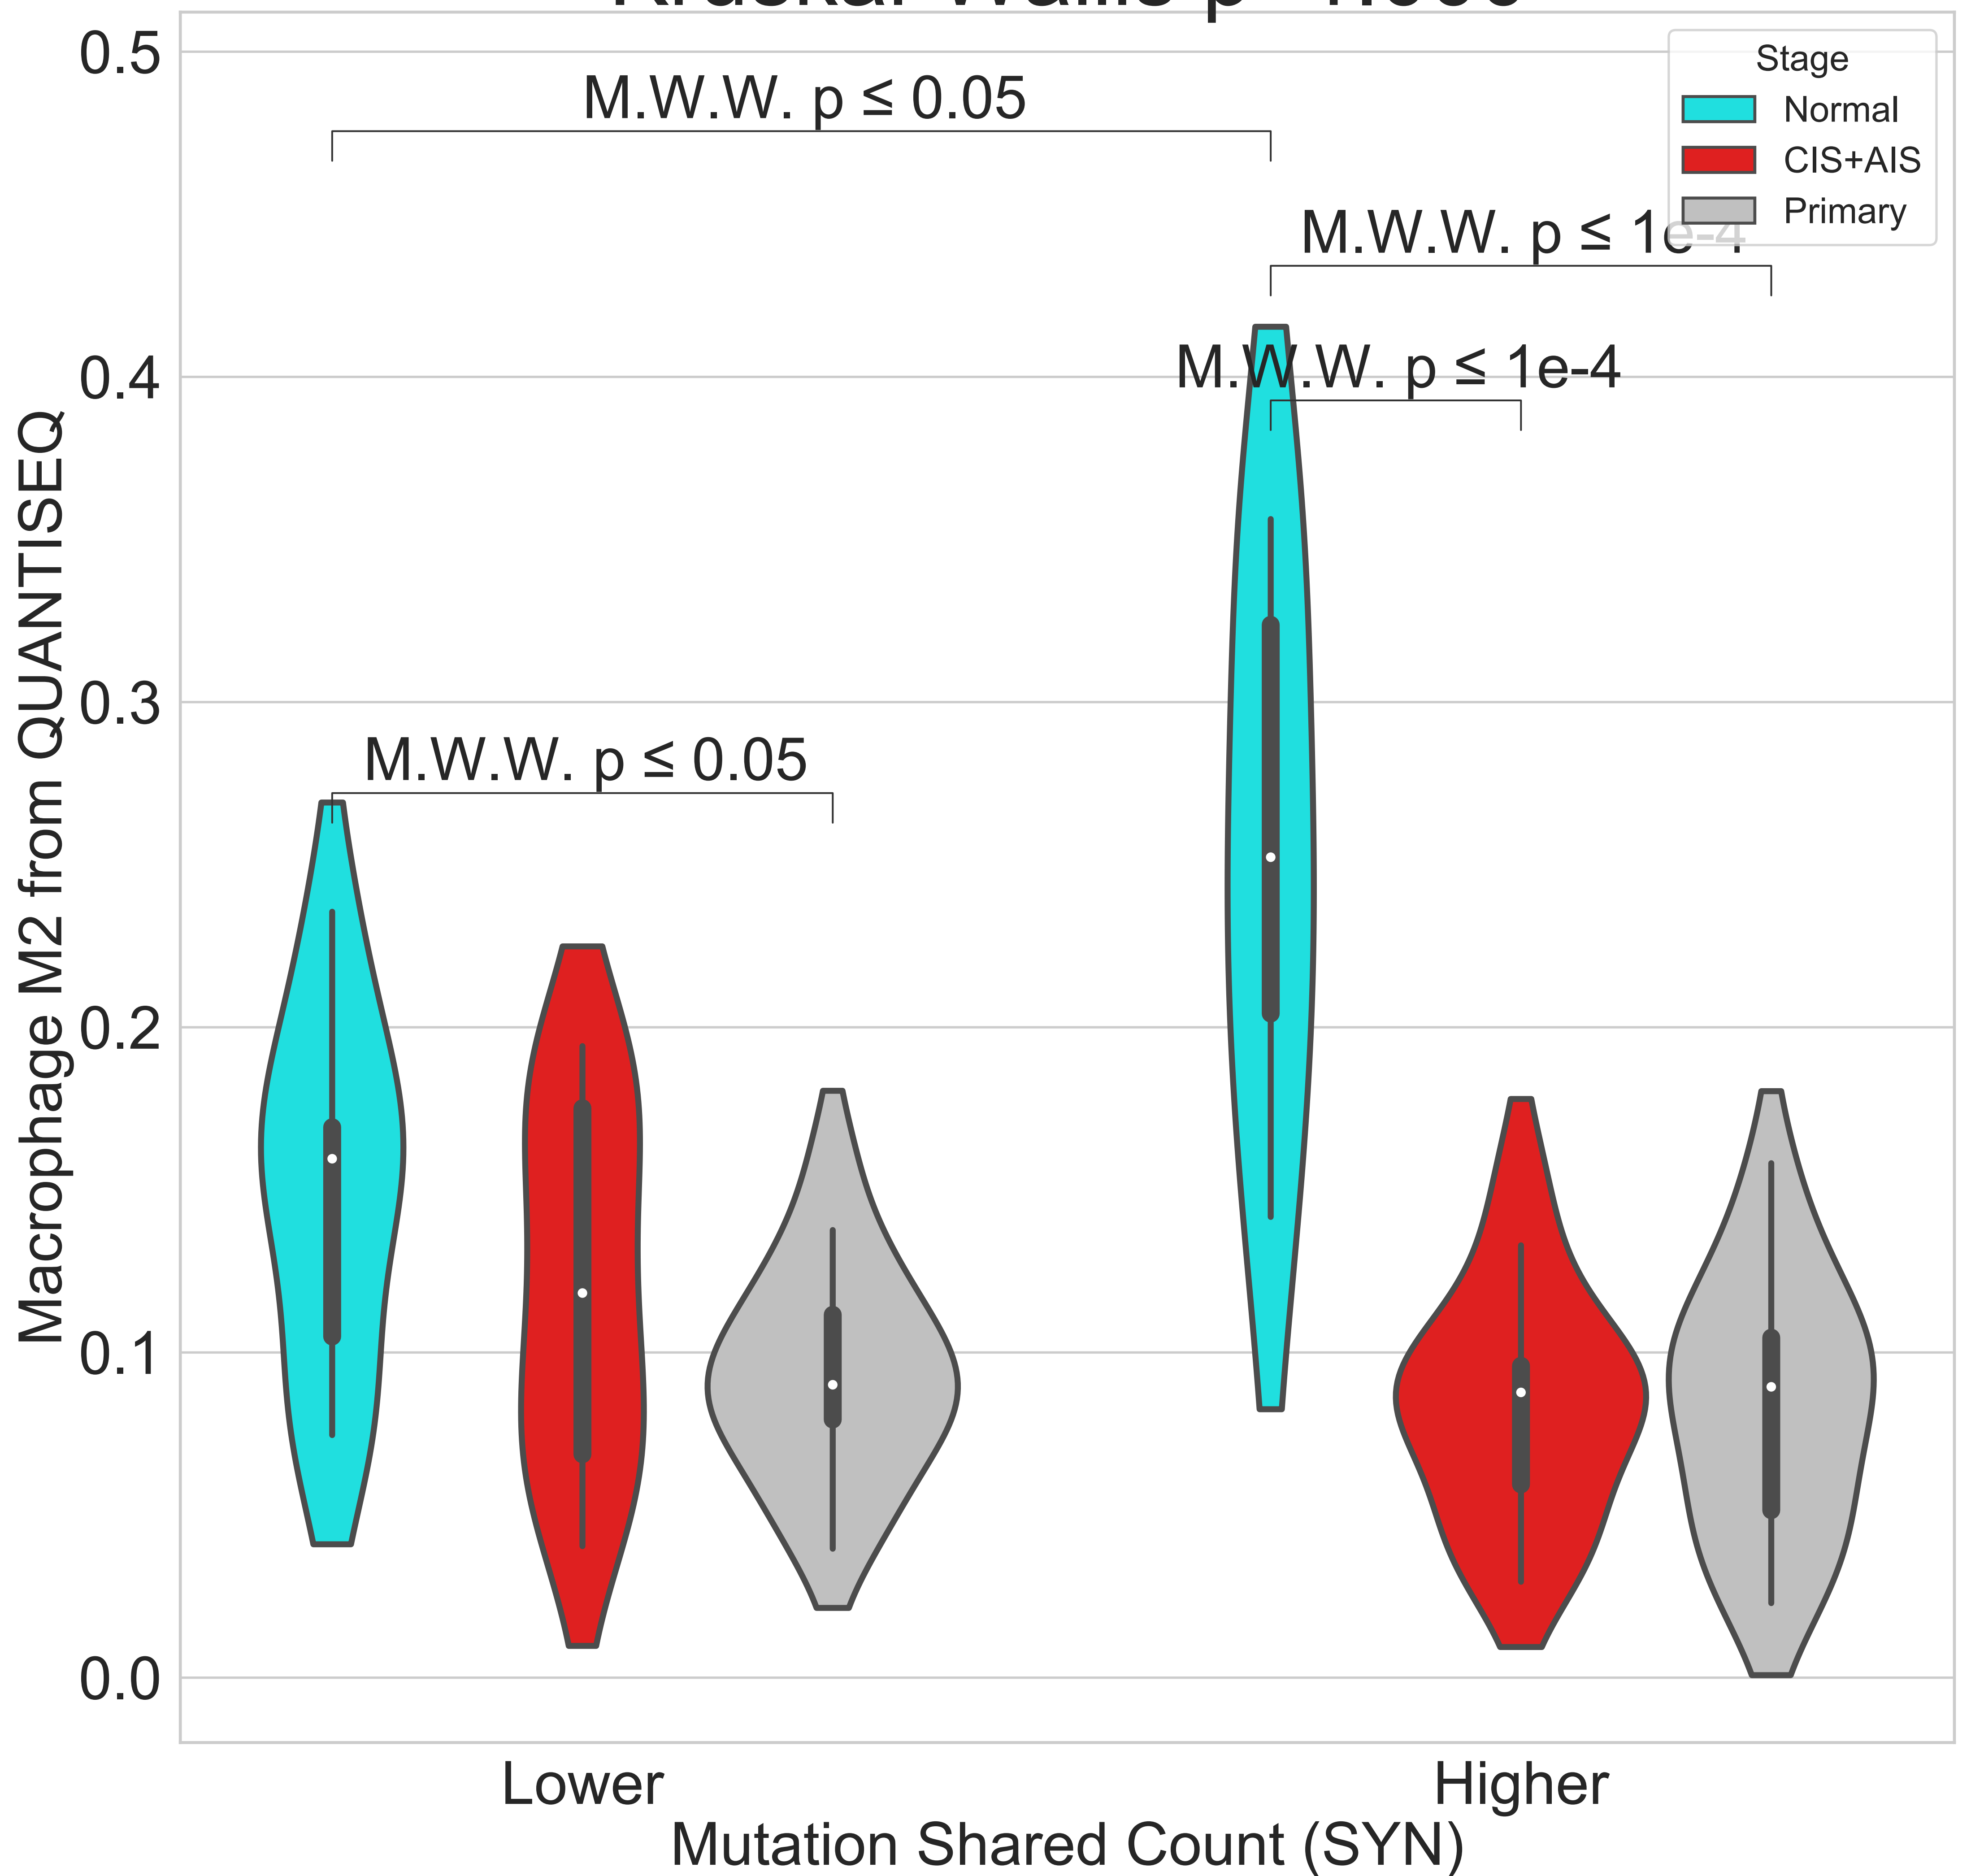 0.5
0.4
0.3
0.2
0.1
0.0
Macrophage M2 from QUANTISEQ
M.W.W. p ≤ 0.05
Stage
Normal
CIS+AIS
Primary
M.W.W. p ≤ 1e-4
M.W.W. p ≤ 1e-4
M.W.W. p ≤ 0.05
Lower
Higher
Mutation Shared Count (SYN)